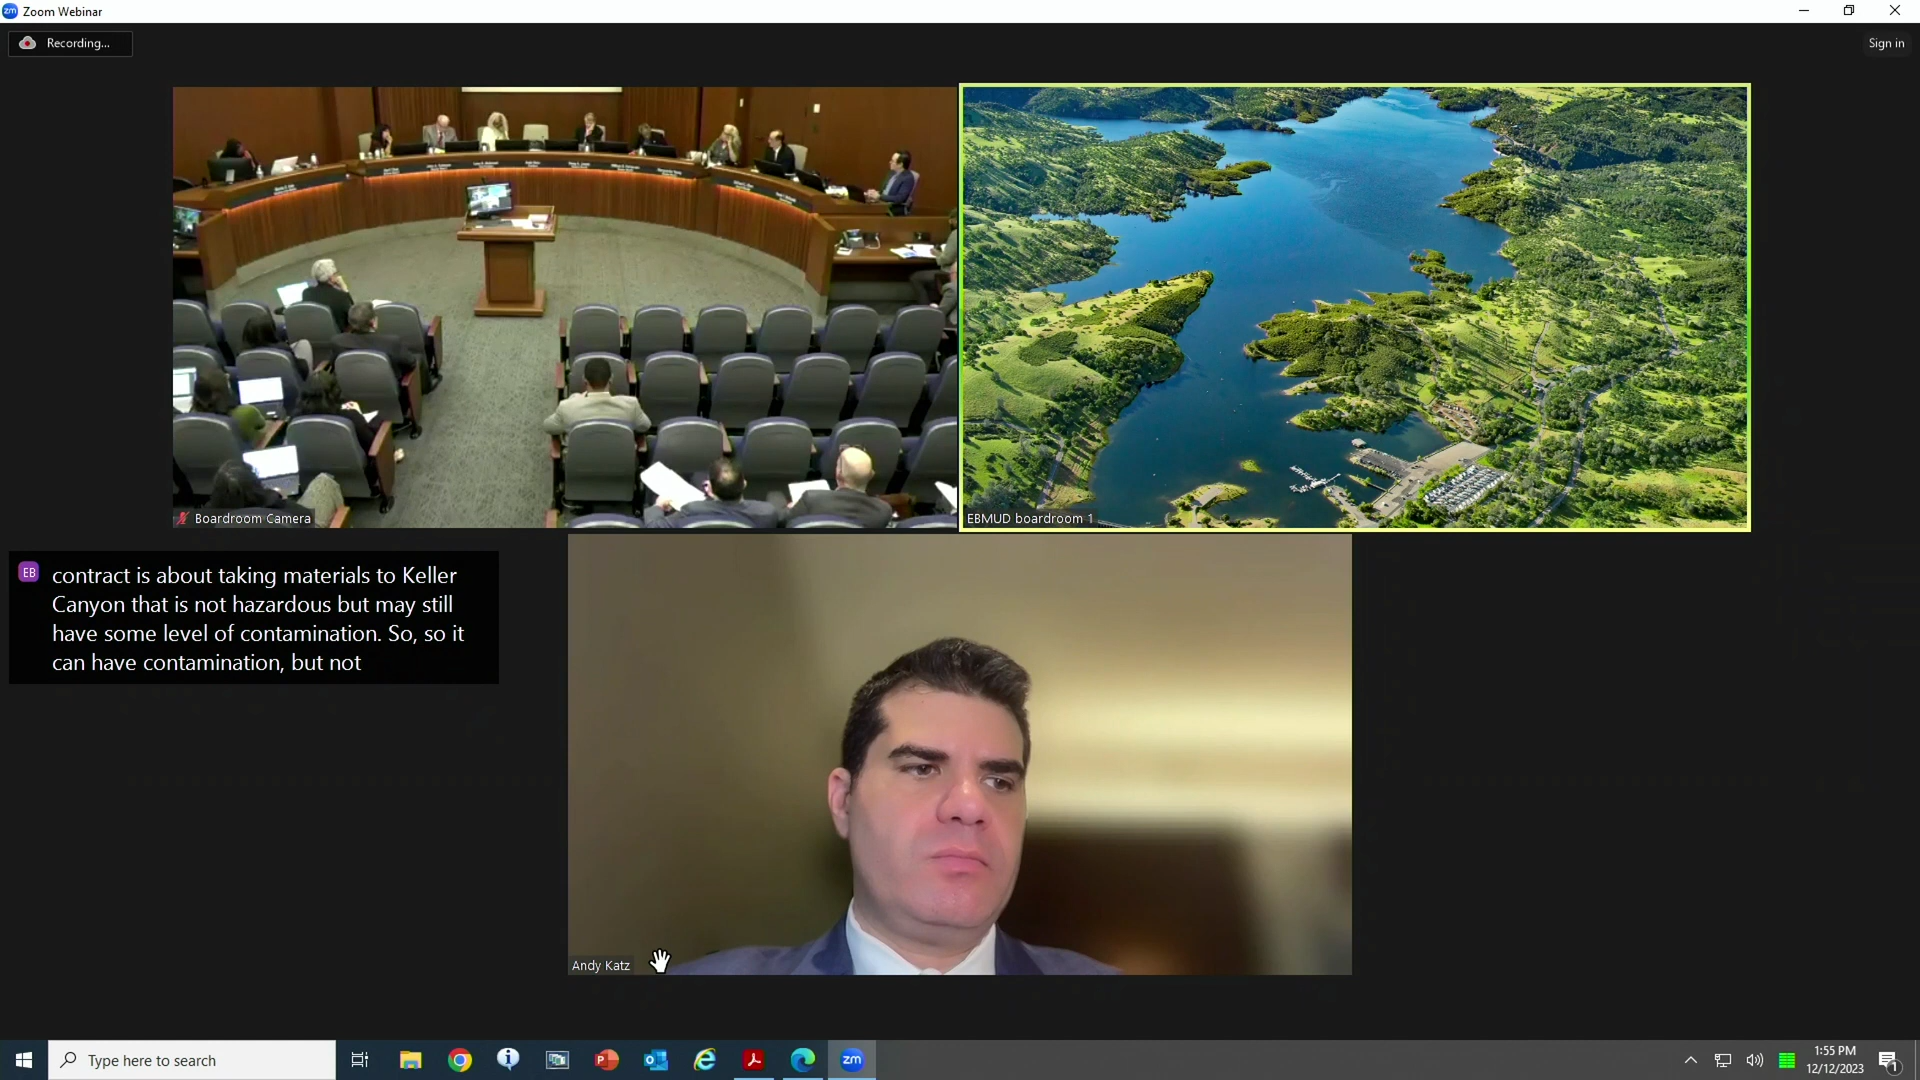 Zoom Webinar
Recording...
Sign in
Boardroom Camera
EBMUD boardroom 1
EB
contract is about taking materials to Keller
Canyon that is not hazardous but may still
have some level of contamination. So, so it
can have contamination, but not
Andy Katz
Type here to search
zm
1:55 PM
12/12/2023
1